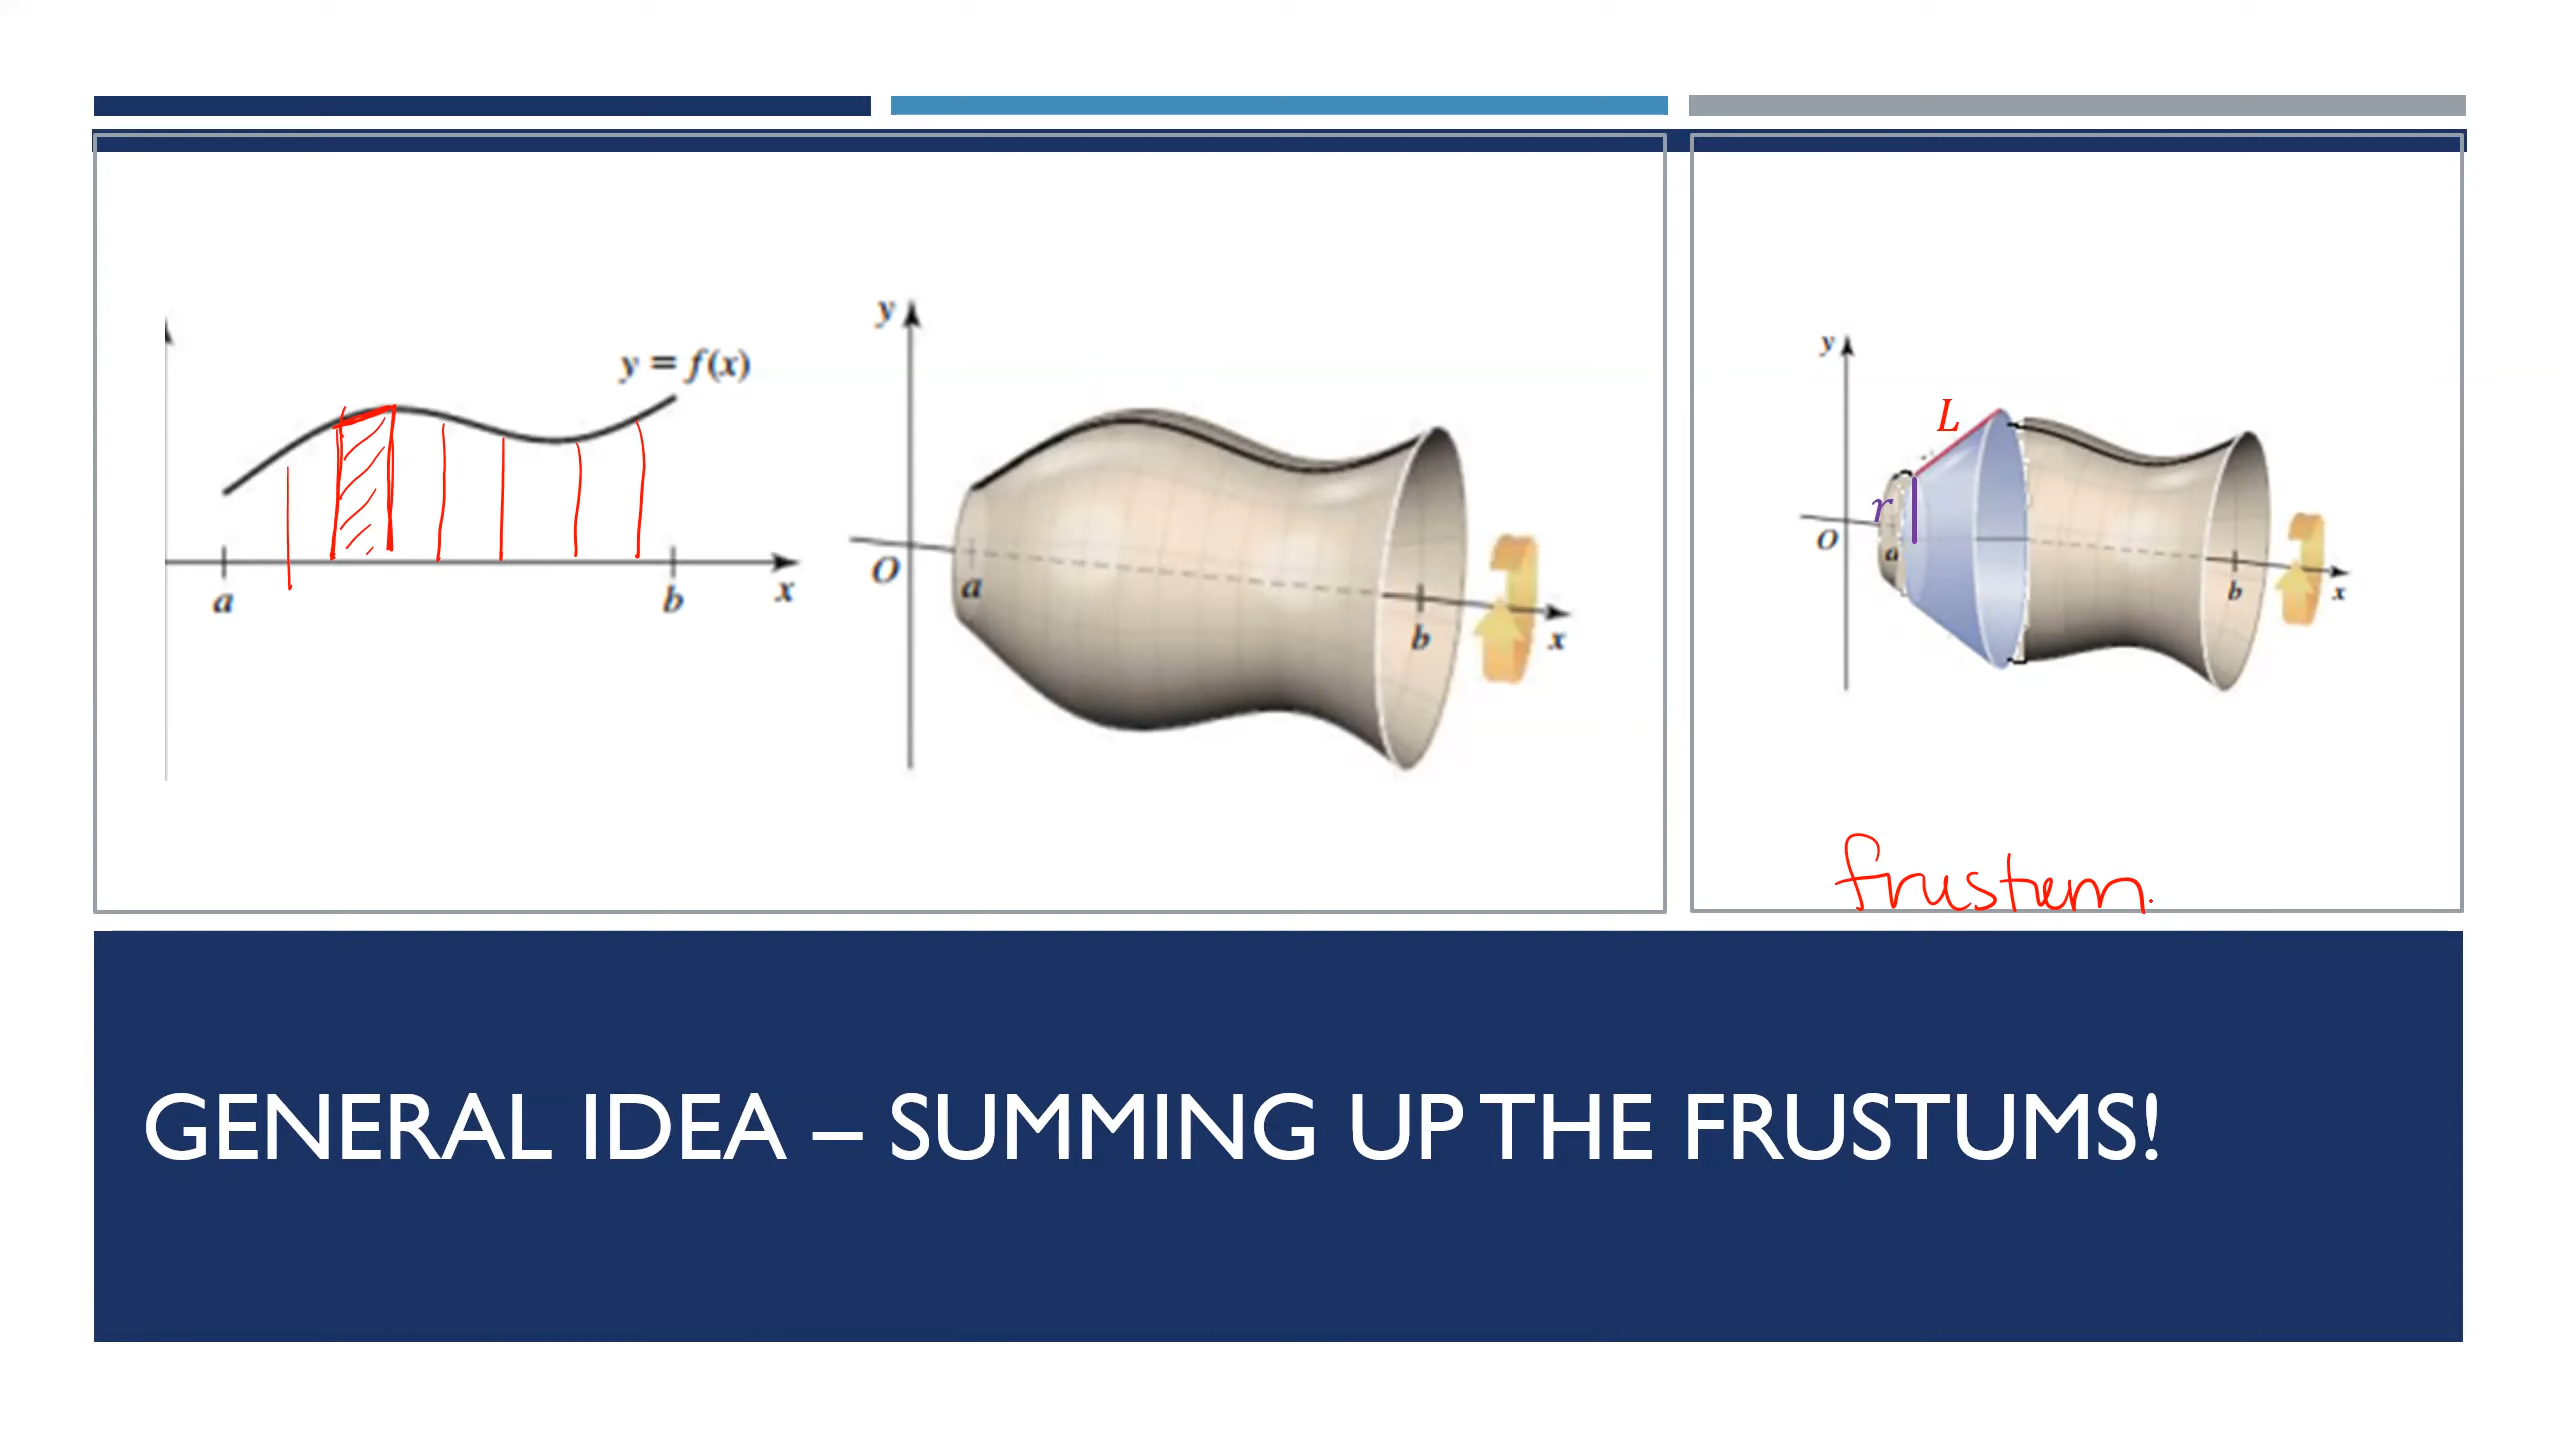 y = f(x)
a
b
x
y
O
a
b
x
y
L
r
O
a
b
x
frustum.
GENERAL IDEA – SUMMING UP THE FRUSTUMS!